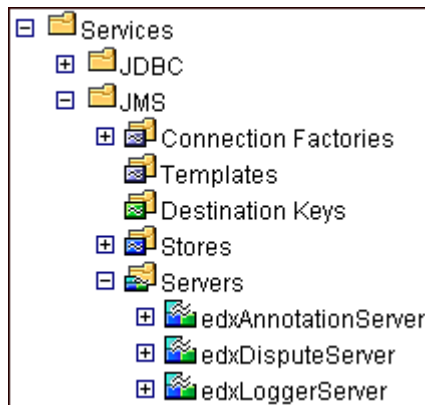 Services
JDBC
JMS
Connection Factories
Templates
Destination Keys
Stores
Servers
edxAnnotationServer
edxDisputeServer
edxLoggerServer